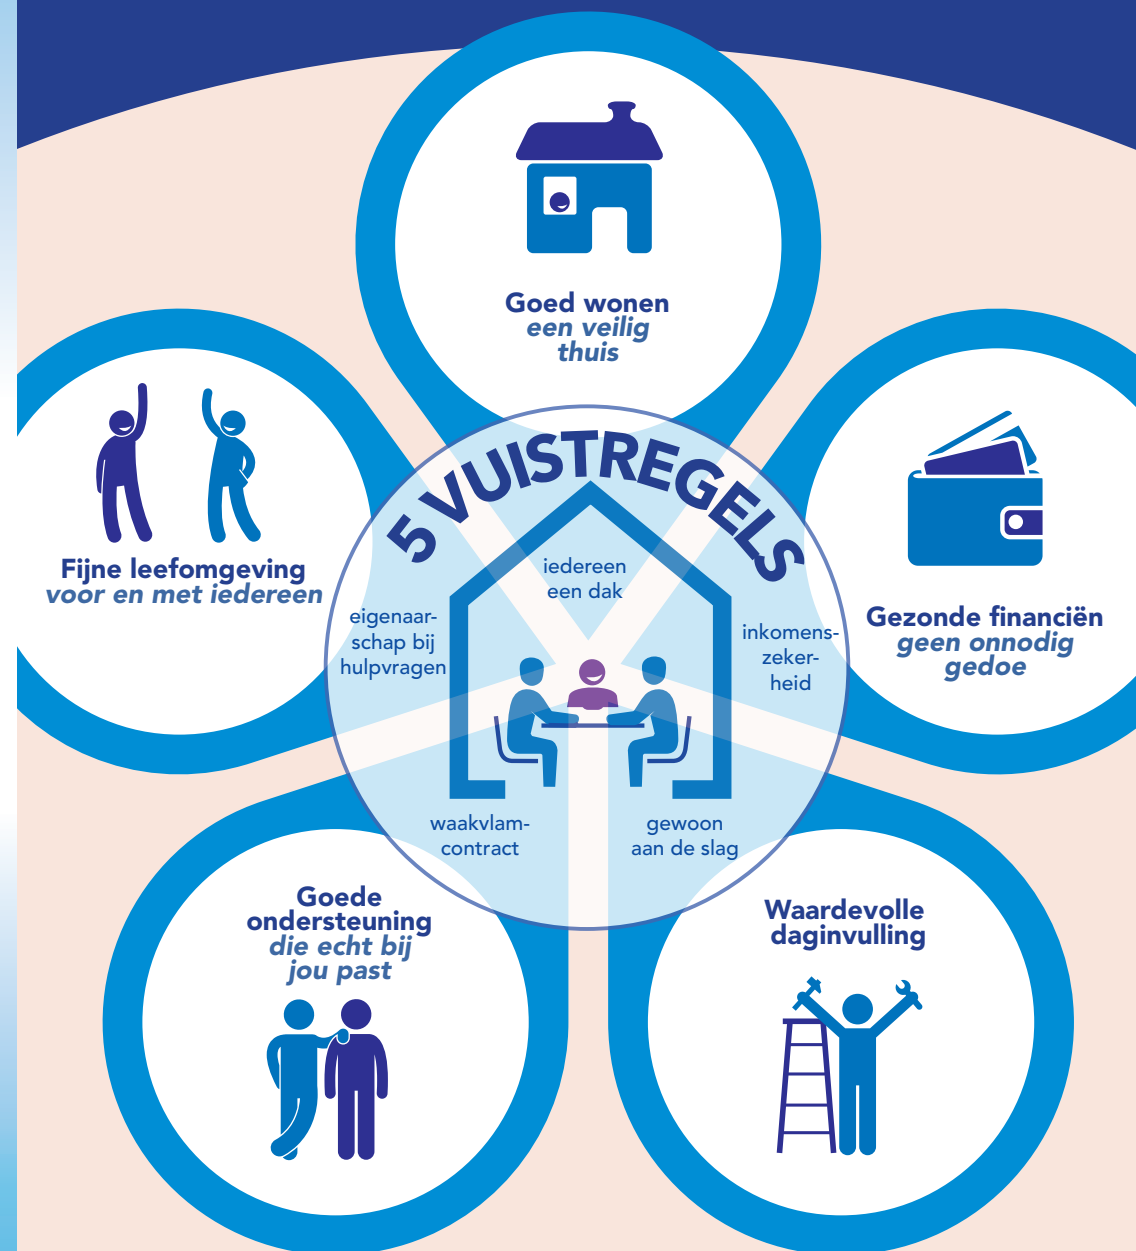 Goed wonen
een veilig
thuis
Fijne leefomgeving
voor en met iedereen
Gezonde financiën
geen onnodig
gedoe
5 VUISTREGELS
iedereen
een dak
eigenaar-
schap bij
hulpvragen
inkomens-
zeker-
heid
waakvlam-
contract
gewoon
aan de slag
Goede
ondersteuning
die echt bij
jou past
Waardevolle
daginvulling